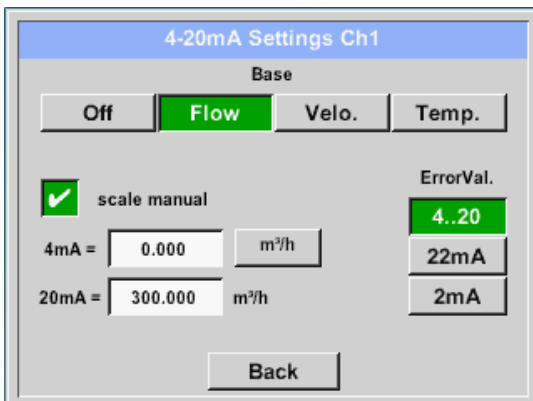 4-20mA Settings Ch1
Base
Off Flow Velo. Temp.
ErrorVal.
✔ scale manual
4..20
4mA = 0.000 m³/h
22mA
20mA = 300.000 m³/h
2mA
Back